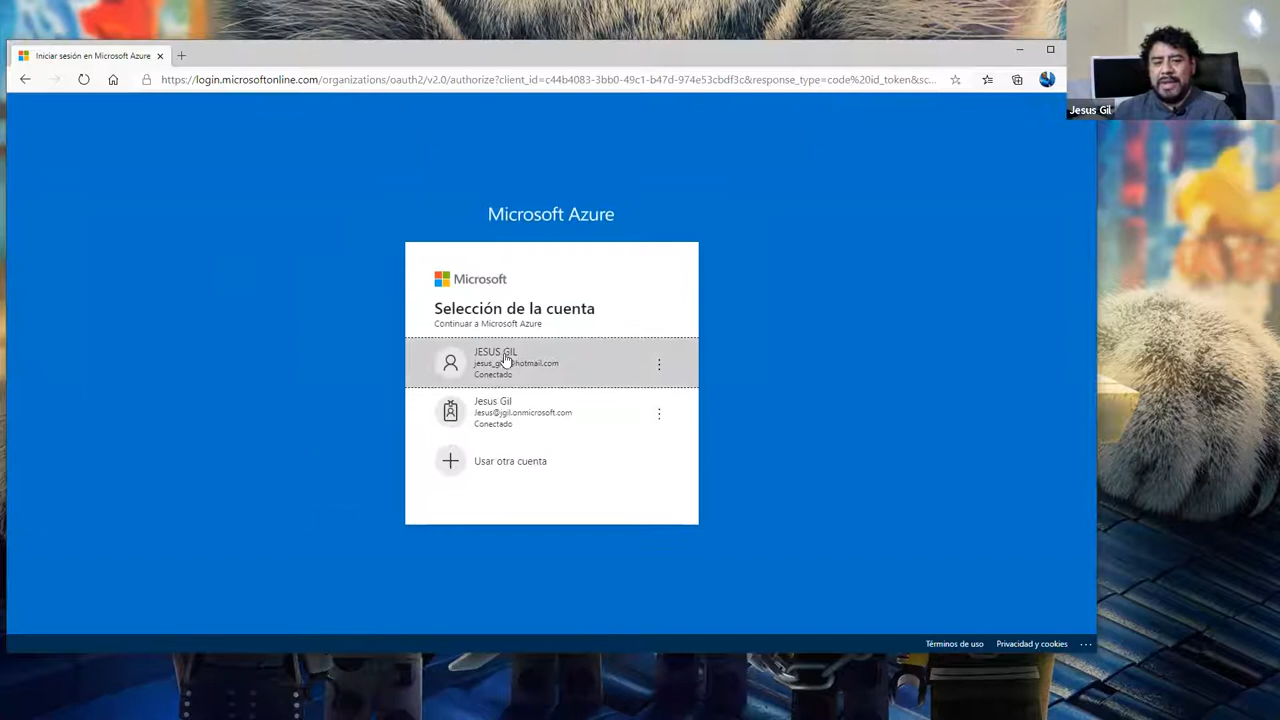 Iniciar sesión en Microsoft Azure
https://login.microsoftonline.com/organizations/oauth2/v2.0/authorize?client_id=c44b4083-3bb0-49c1-b47d-974e53cbdf3c&response_type=code%20id_token&sc...
Jesus Gil
Microsoft Azure
Microsoft
Selección de la cuenta
Continuar a Microsoft Azure
JESUS GIL
Conectado
Jesus Gil
Jesus@jgil.onmicrosoft.com
Conectado
Usar otra cuenta
Términos de uso
Privacidad y cookies
...